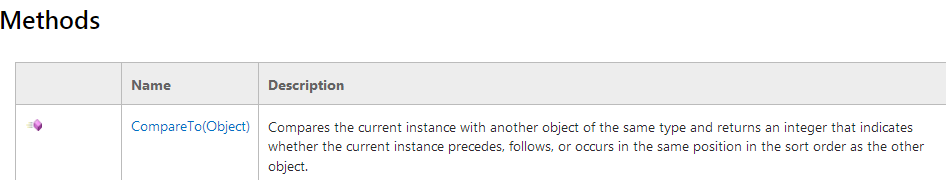 Methods
Name Description
CompareTo(Object) Compares the current instance with another object of the same type and returns an integer that indicates
whether the current instance precedes, follows, or occurs in the same position in the sort order as the other
object.